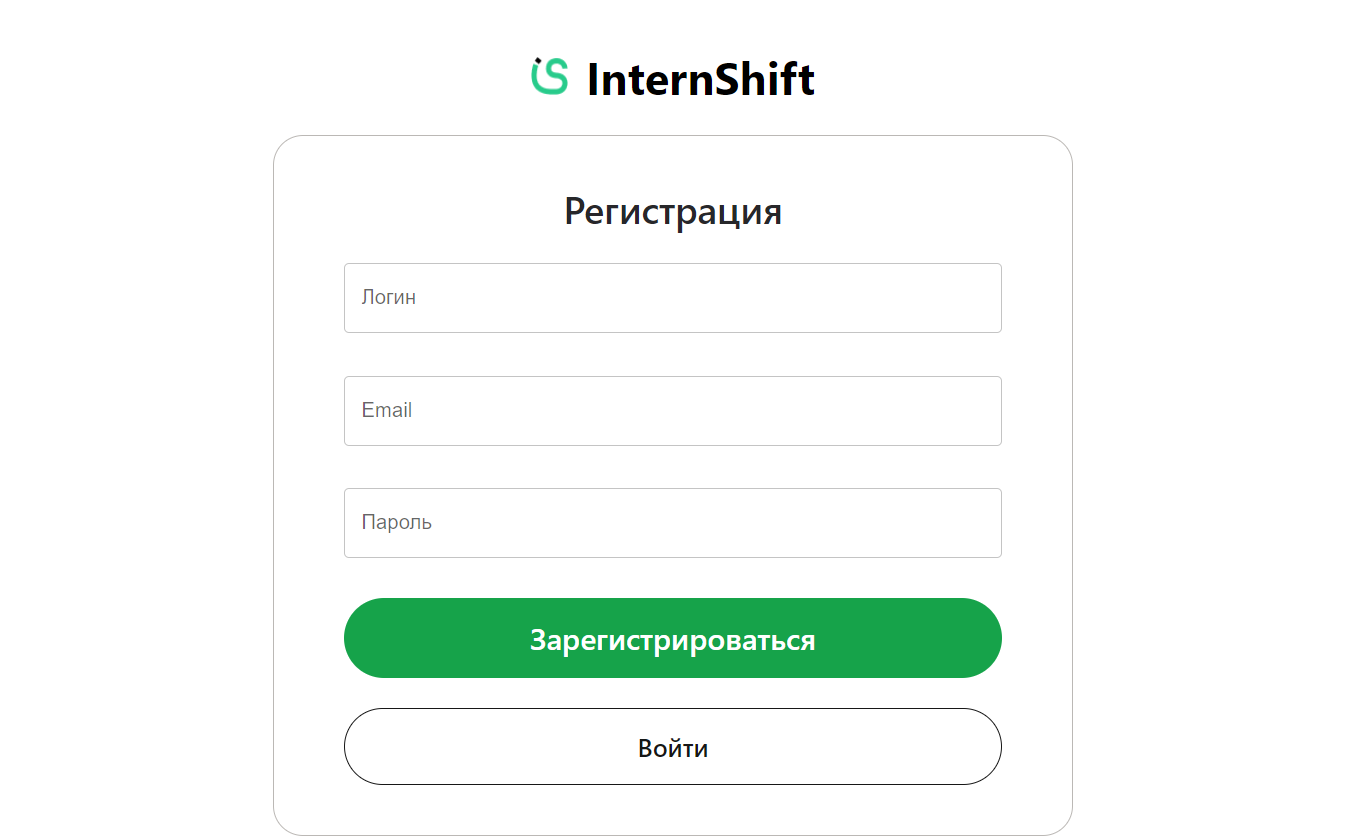 InternShift
Регистрация
Логин
Email
Пароль
Зарегистрироваться
Войти